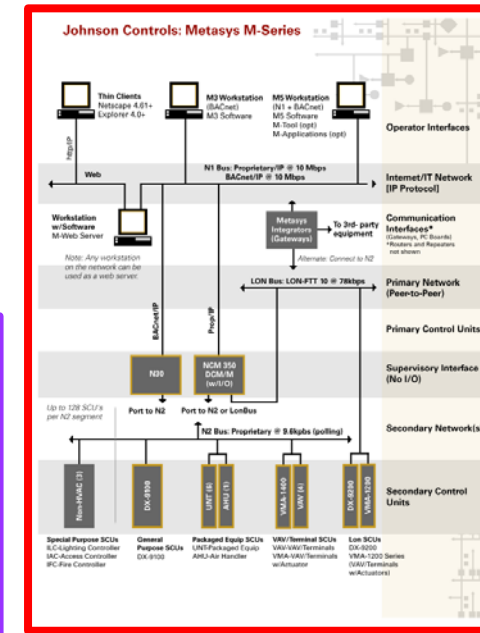 Johnson Controls: Metasys M-Series
Thin Clients
Netscape 4.61+
Explorer 4.0+
M3 Workstation
(BACnet)
M3 Software
M5 Workstation
(N1 + BACnet)
M5 Software
M-Tool (opt)
M-Applications (opt)
Operator Interfaces
http/IP
Web
N1 Bus: Proprietary/IP @ 10 Mbps
BACnet/IP @ 10 Mbps
Internet/IT Network
[IP Protocol]
Workstation
w/Software
M-Web Server
Metasys
Integrators
(Gateways)
To 3rd- party
equipment
Communication
Interfaces*
(Gateways, PC Boards)
*Routers and Repeaters
not shown
Note: Any workstation
on the network can be
used as a web server.
Alternate: Connect to N2
LON Bus: LON-FTT 10 @ 78kbps
Primary Network
(Peer-to-Peer)
BACnet/IP
Prop/IP
Primary Control Units
N30
NCM 350
DCM/M
(w/I/O)
Supervisory Interface
(No I/O)
Up to 128 SCU's
per N2 segment
Port to N2
Port to N2 or LonBus
N2 Bus: Proprietary @ 9.6kpbs (polling)
Secondary Network(s
Non-HVAC (3)
DX-9100
UNT (6)
AHU (1)
VMA-1400
VAV (4)
DX-9200
VMA-1200
Secondary Control
Units
Special Purpose SCUs
ILC-Lighting Controller
IAC-Access Controller
IFC-Fire Controller
General
Purpose SCUs
DX-9100
Packaged Equip SCUs
UNT-Packaged Equip
AHU-Air Handler
VAV/Terminal SCUs
VAV-VAV/Terminals
VMA-VAV/Terminals
w/Actuator
Lon SCUs
DX-9200
VMA-1200 Series
(VAV/Terminals
w/Actuators)